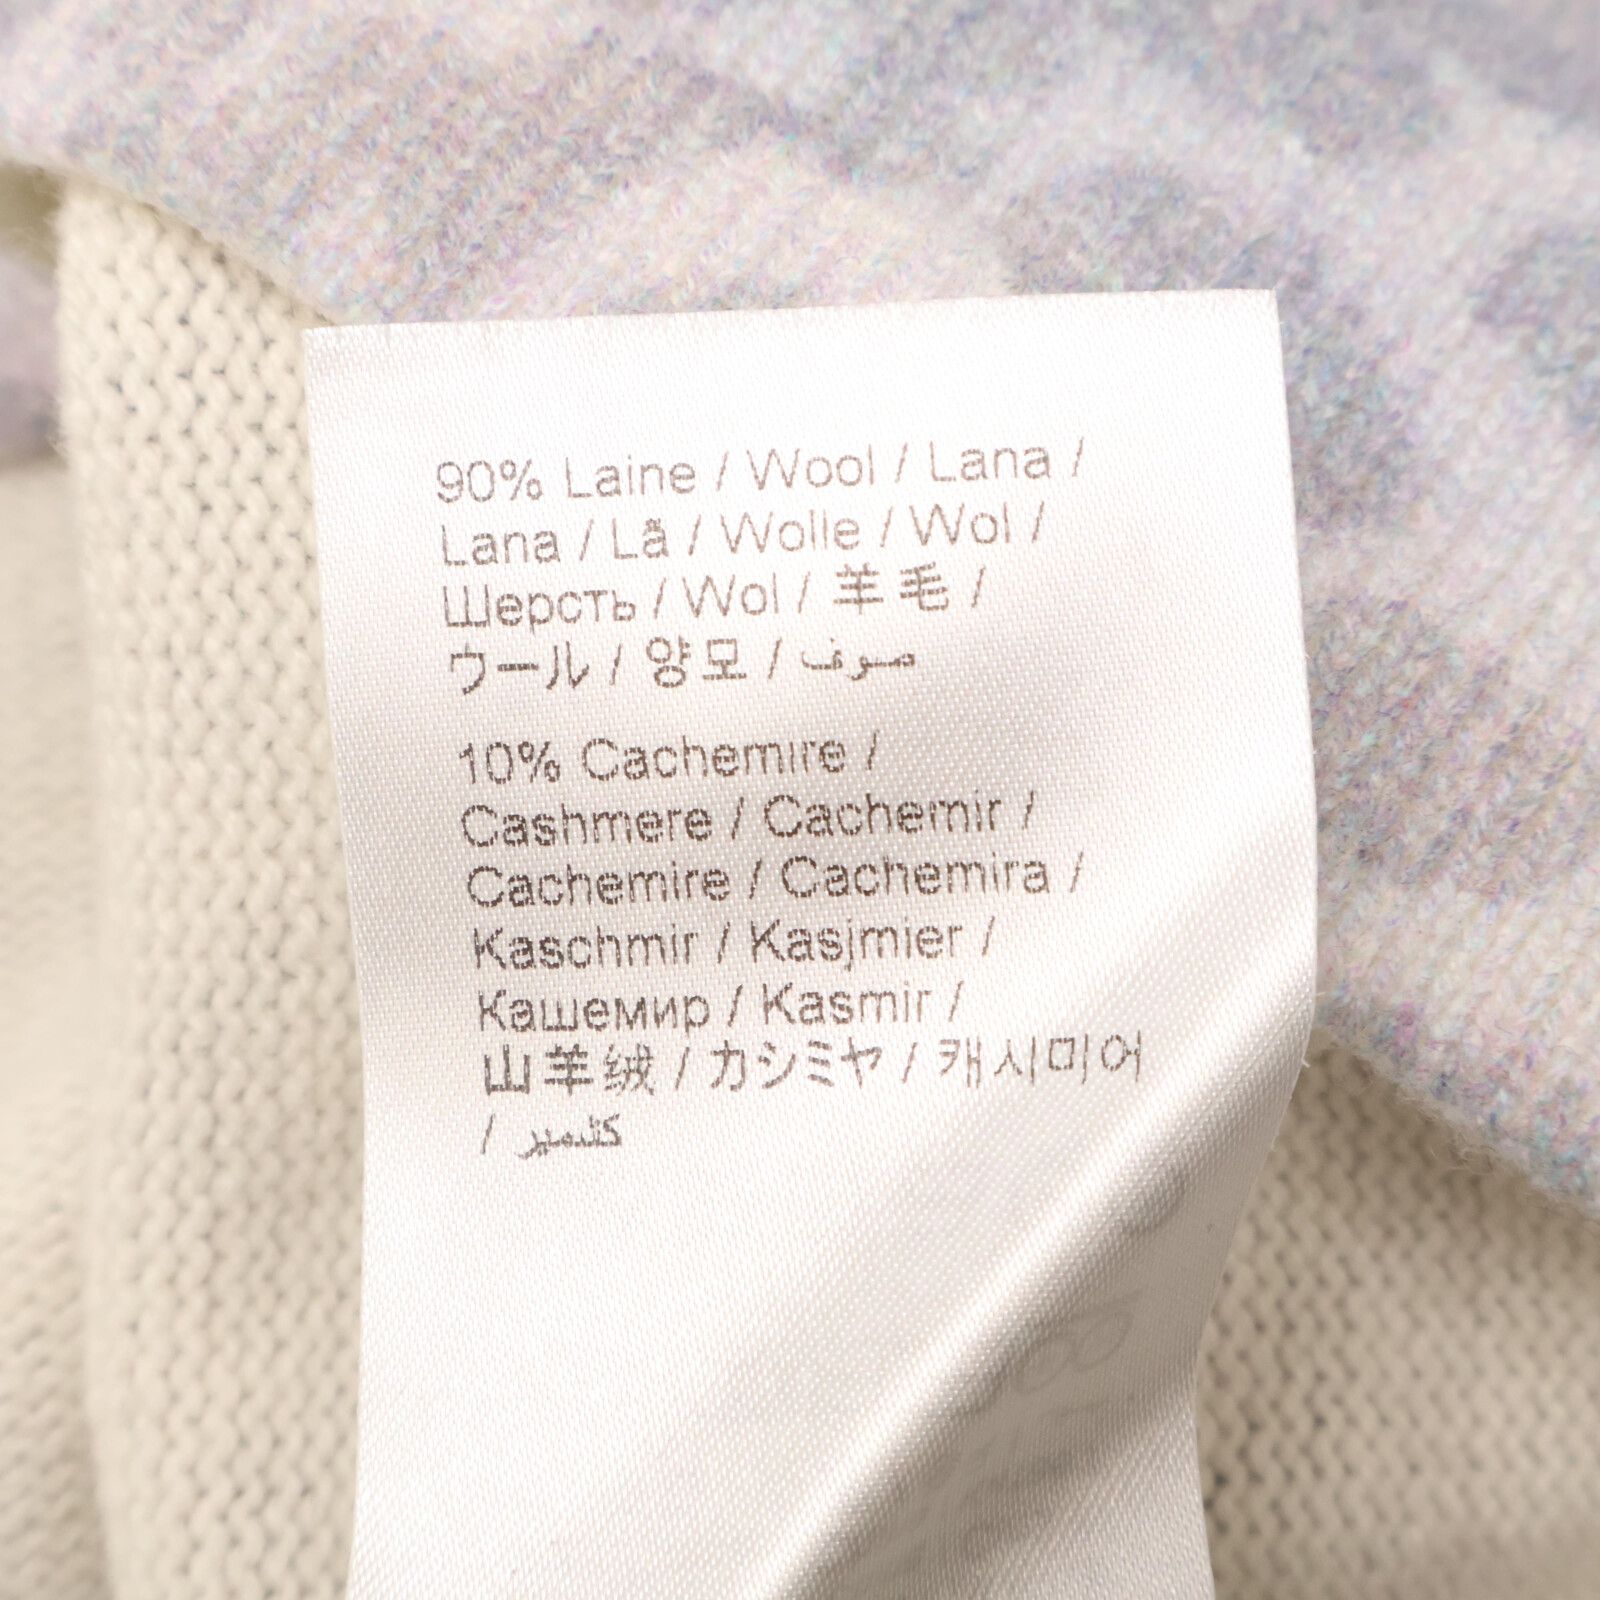 90% Laine / Wool / Lana /
Lana / Lã / Wolle / Wol /
Шерсть / Wol / 羊毛 /
ウール / 양모 / صوف
10% Cachemire /
Cashmere / Cachemir /
Cachemire / Cachemira /
Kaschmir / Kasjmier /
Кашемир / Kasmir /
山羊绒 / カシミヤ / 캐시미어
/ كشمير